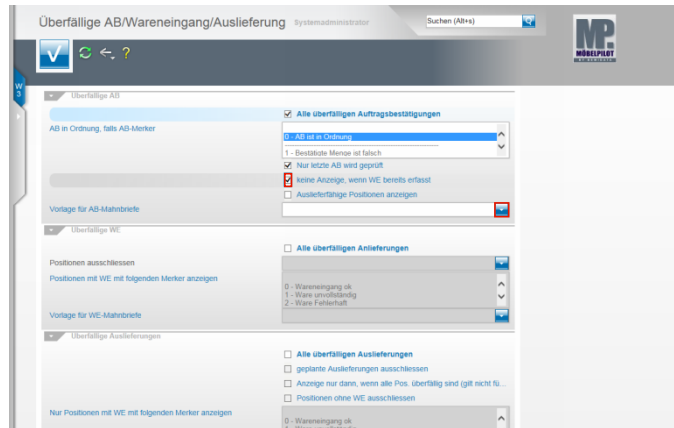 Überfällige AB/Wareneingang/Auslieferung Systemadministrator Suchen (Alt+s)
MP
MÖBELPILOT
W
3
Überfällige AB
Alle überfälligen Auftragsbestätigungen
AB in Ordnung, falls AB-Merker
0 - AB ist in Ordnung
1 - Bestätigte Menge ist falsch
Nur letzte AB wird geprüft
keine Anzeige, wenn WE bereits erfasst
Auslieferfähige Positionen anzeigen
Vorlage für AB-Mahnbriefe
Überfällige WE
Alle überfälligen Anlieferungen
Positionen ausschliessen
Positionen mit WE mit folgenden Merker anzeigen
0 - Wareneingang ok
1 - Ware unvollständig
2 - Ware Fehlerhaft
Vorlage für WE-Mahnbriefe
Überfällige Auslieferungen
Alle überfälligen Auslieferungen
geplante Auslieferungen ausschliessen
Anzeige nur dann, wenn alle Pos. überfällig sind (gilt nicht fü...
Positionen ohne WE ausschliessen
Nur Positionen mit WE mit folgenden Merker anzeigen
0 - Wareneingang ok